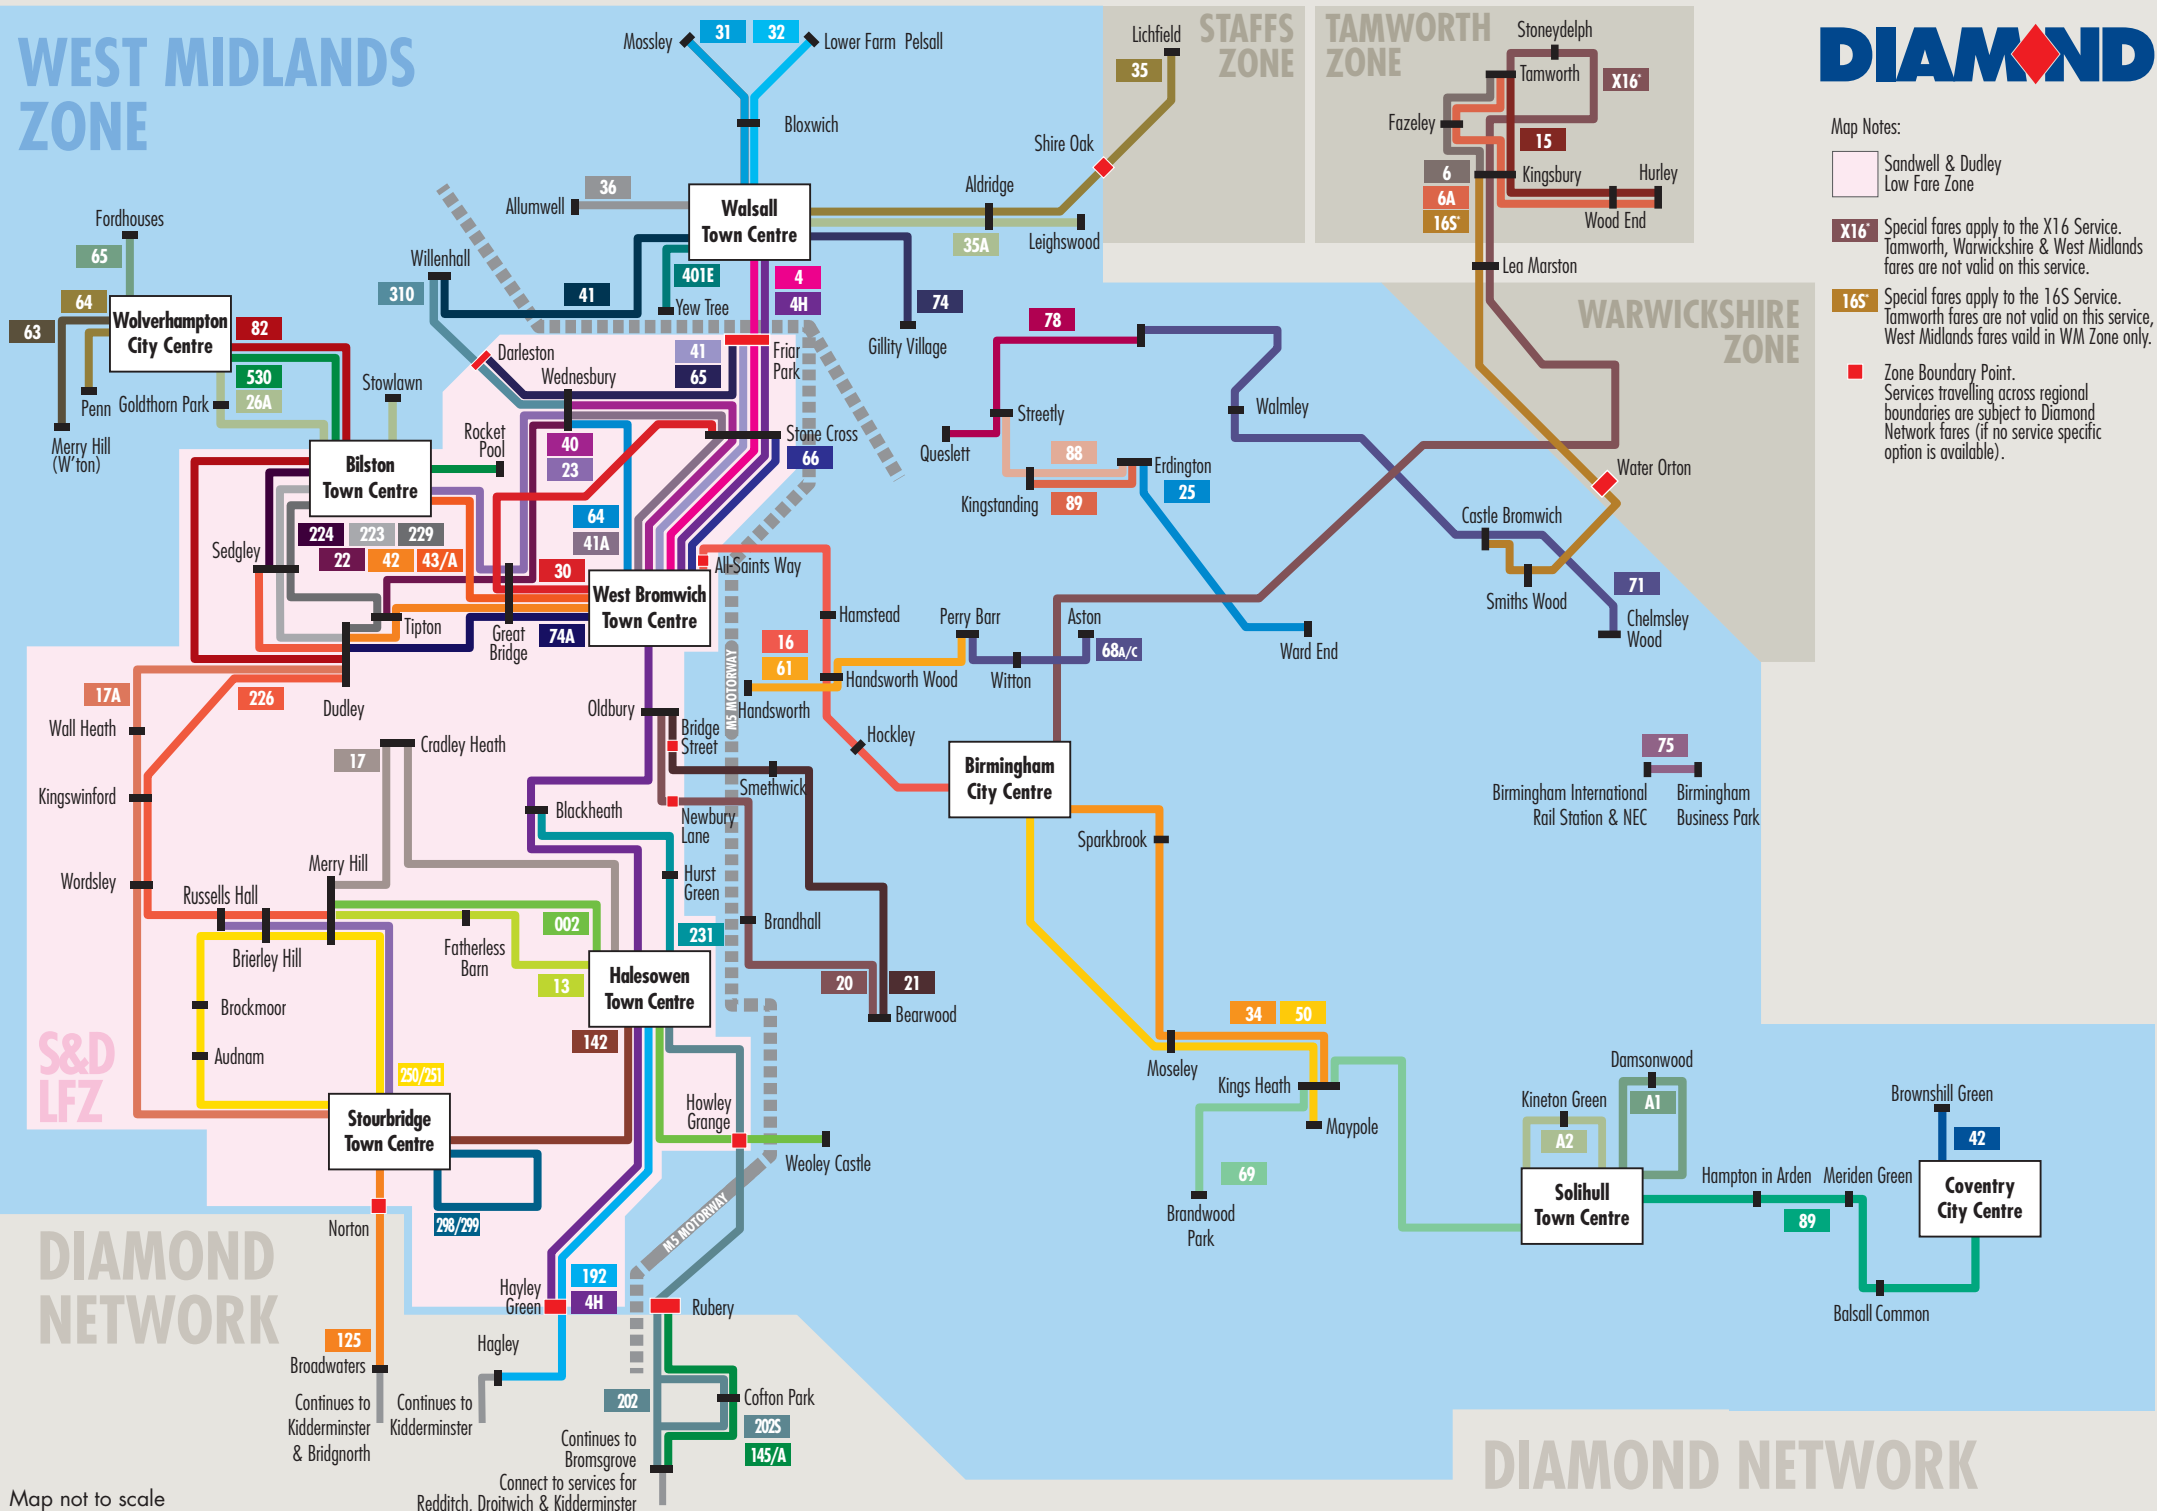 WEST MIDLANDS
ZONE
STAFFS
ZONE
TAMWORTH
ZONE
DIAMOND
Mossley
31
32
Lower Farm Pelsall
Bloxwich
Lichfield
35
Shire Oak
Stoneydelph
Tamworth
X16*
Fazeley
15
6
6A
16S*
Kingsbury
Hurley
Wood End
Lea Marston
Map Notes:
Sandwell & Dudley
Low Fare Zone
X16*
Special fares apply to the X16 Service.
Tamworth, Warwickshire & West Midlands
fares are not valid on this service.
16S*
Special fares apply to the 16S Service.
Tamworth fares are not valid on this service,
West Midlands fares vaild in WM Zone only.
Zone Boundary Point.
Services travelling across regional
boundaries are subject to Diamond
Network fares (if no service specific
option is available).
36
Allumwell
Walsall
Town Centre
Aldridge
35A
Leighswood
Fordhouses
65
64
63
Wolverhampton
City Centre
82
530
26A
Penn
Goldthorn Park
Merry Hill
(W'ton)
Stowlawn
Willenhall
310
41
401E
Yew Tree
4
4H
74
Gillity Village
WARWICKSHIRE
ZONE
Darleston
Wednesbury
41
65
Friar
Park
Rocket
Pool
40
23
Stone Cross
66
64
41A
Bilston
Town Centre
224
223
229
22
42
43/A
Sedgley
30
All-Saints Way
West Bromwich
Town Centre
Tipton
Great
Bridge
74A
78
Streetly
Queslett
Walmley
88
Erdington
Kingstanding
89
25
Water Orton
Castle Bromwich
Smiths Wood
71
Chelmsley
Wood
Ward End
Hamstead
16
61
Perry Barr
Aston
68A/C
Witton
Handsworth Wood
Handsworth
M5 MOTORWAY
Hockley
17A
226
Dudley
Wall Heath
Kingswinford
Wordsley
Oldbury
Bridge
Street
Smethwick
17
Cradley Heath
Blackheath
Newbury
Lane
Hurst
Green
Brandhall
Birmingham
City Centre
Sparkbrook
75
Birmingham International
Rail Station & NEC
Birmingham
Business Park
Merry Hill
Russells Hall
Brierley Hill
Fatherless
Barn
002
13
231
Halesowen
Town Centre
20
21
Bearwood
Brockmoor
Audnam
S&D
LFZ
250/251
142
Stourbridge
Town Centre
Howley
Grange
Weoley Castle
298/299
Norton
34
50
Moseley
Kings Heath
Maypole
69
Brandwood
Park
Damsonwood
A1
Kineton Green
A2
Solihull
Town Centre
Hampton in Arden
Meriden Green
89
Balsall Common
Brownshill Green
42
Coventry
City Centre
M5 MOTORWAY
DIAMOND
NETWORK
Hayley
Green
192
4H
Rubery
125
Broadwaters
Hagley
Continues to
Kidderminster
& Bridgnorth
Continues to
Kidderminster
202
Cofton Park
202S
145/A
Continues to
Bromsgrove
Connect to services for
Redditch, Droitwich & Kidderminster
DIAMOND NETWORK
Map not to scale